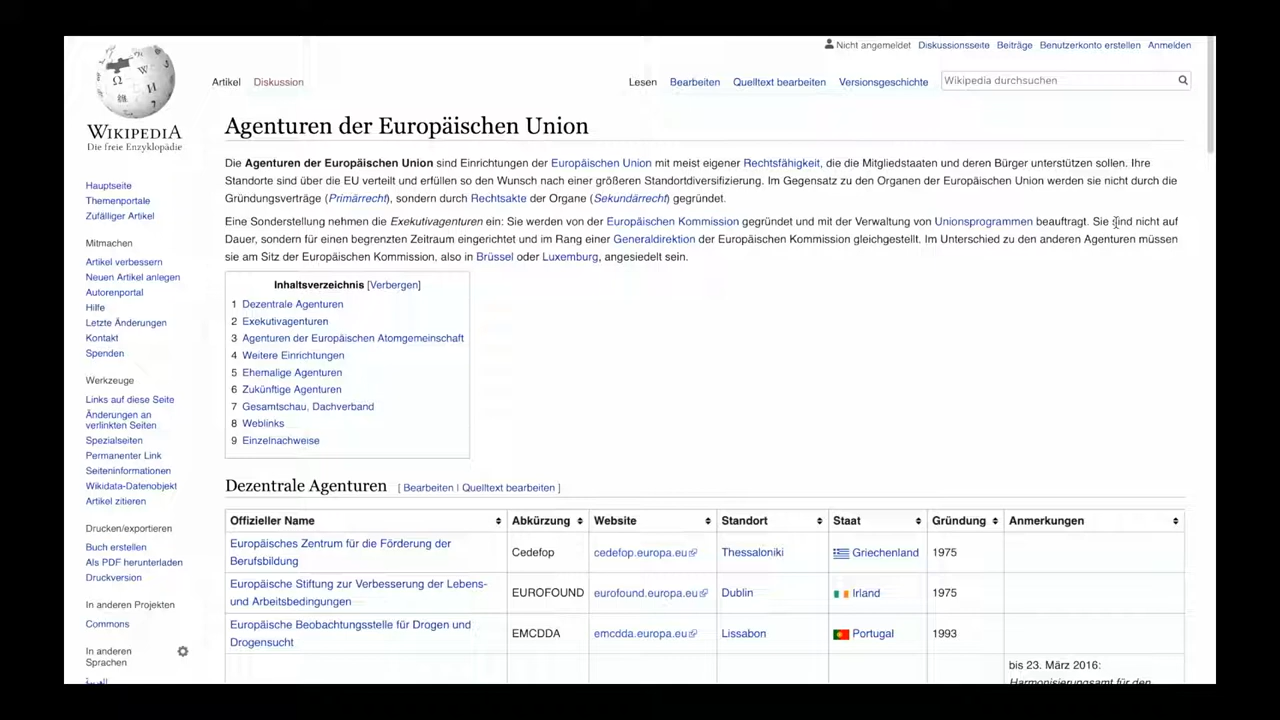 Nicht angemeldet Diskussionsseite Beiträge Benutzerkonto erstellen Anmelden
Artikel Diskussion Lesen Bearbeiten Quelltext bearbeiten Versionsgeschichte Wikipedia durchsuchen
WIKIPEDIA
Die freie Enzyklopädie
Hauptseite
Themenportale
Zufälliger Artikel
Mitmachen
Artikel verbessern
Neuen Artikel anlegen
Autorenportal
Hilfe
Letzte Änderungen
Kontakt
Spenden
Werkzeuge
Links auf diese Seite
Änderungen an
verlinkten Seiten
Spezialseiten
Permanenter Link
Seiteninformationen
Wikidata-Datenobjekt
Artikel zitieren
Drucken/exportieren
Buch erstellen
Als PDF herunterladen
Druckversion
In anderen Projekten
Commons
In anderen
Sprachen
Agenturen der Europäischen Union
Die Agenturen der Europäischen Union sind Einrichtungen der Europäischen Union mit meist eigener Rechtsfähigkeit, die die Mitgliedstaaten und deren Bürger unterstützen sollen. Ihre
Standorte sind über die EU verteilt und erfüllen so den Wunsch nach einer größeren Standortdiversifizierung. Im Gegensatz zu den Organen der Europäischen Union werden sie nicht durch die
Gründungsverträge (Primärrecht), sondern durch Rechtsakte der Organe (Sekundärrecht) gegründet.
Eine Sonderstellung nehmen die Exekutivagenturen ein: Sie werden von der Europäischen Kommission gegründet und mit der Verwaltung von Unionsprogrammen beauftragt. Sie sind nicht auf
Dauer, sondern für einen begrenzten Zeitraum eingerichtet und im Rang einer Generaldirektion der Europäischen Kommission gleichgestellt. Im Unterschied zu den anderen Agenturen müssen
sie am Sitz der Europäischen Kommission, also in Brüssel oder Luxemburg, angesiedelt sein.
Inhaltsverzeichnis [Verbergen]
1 Dezentrale Agenturen
2 Exekutivagenturen
3 Agenturen der Europäischen Atomgemeinschaft
4 Weitere Einrichtungen
5 Ehemalige Agenturen
6 Zukünftige Agenturen
7 Gesamtschau, Dachverband
8 Weblinks
9 Einzelnachweise
Dezentrale Agenturen [ Bearbeiten | Quelltext bearbeiten ]
Offizieller Name Abkürzung Website Standort Staat Gründung Anmerkungen
Europäisches Zentrum für die Förderung der
Berufsbildung Cedefop cedefop.europa.eu Thessaloniki Griechenland 1975
Europäische Stiftung zur Verbesserung der Lebens-
und Arbeitsbedingungen EUROFOUND eurofound.europa.eu Dublin Irland 1975
Europäische Beobachtungsstelle für Drogen und
Drogensucht EMCDDA emcdda.europa.eu Lissabon Portugal 1993
bis 23. März 2016:
Harmonisierungsamt für den